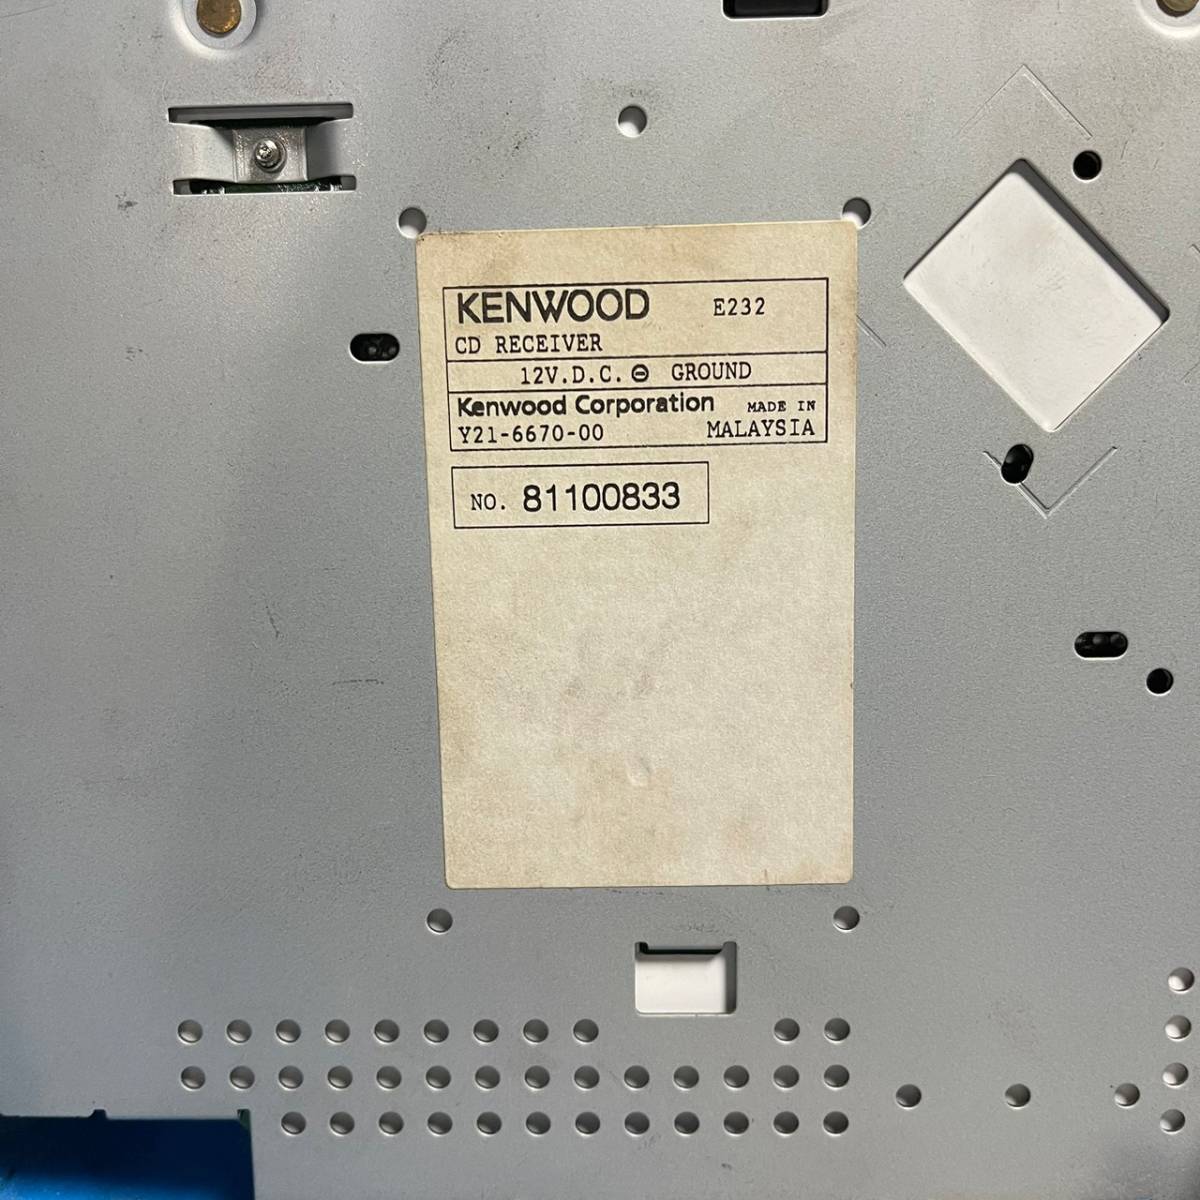 KENWOOD E232
CD RECEIVER
12V.D.C. ⊖ GROUND
Kenwood Corporation MADE IN
Y21-6670-00 MALAYSIA
NO. 81100833